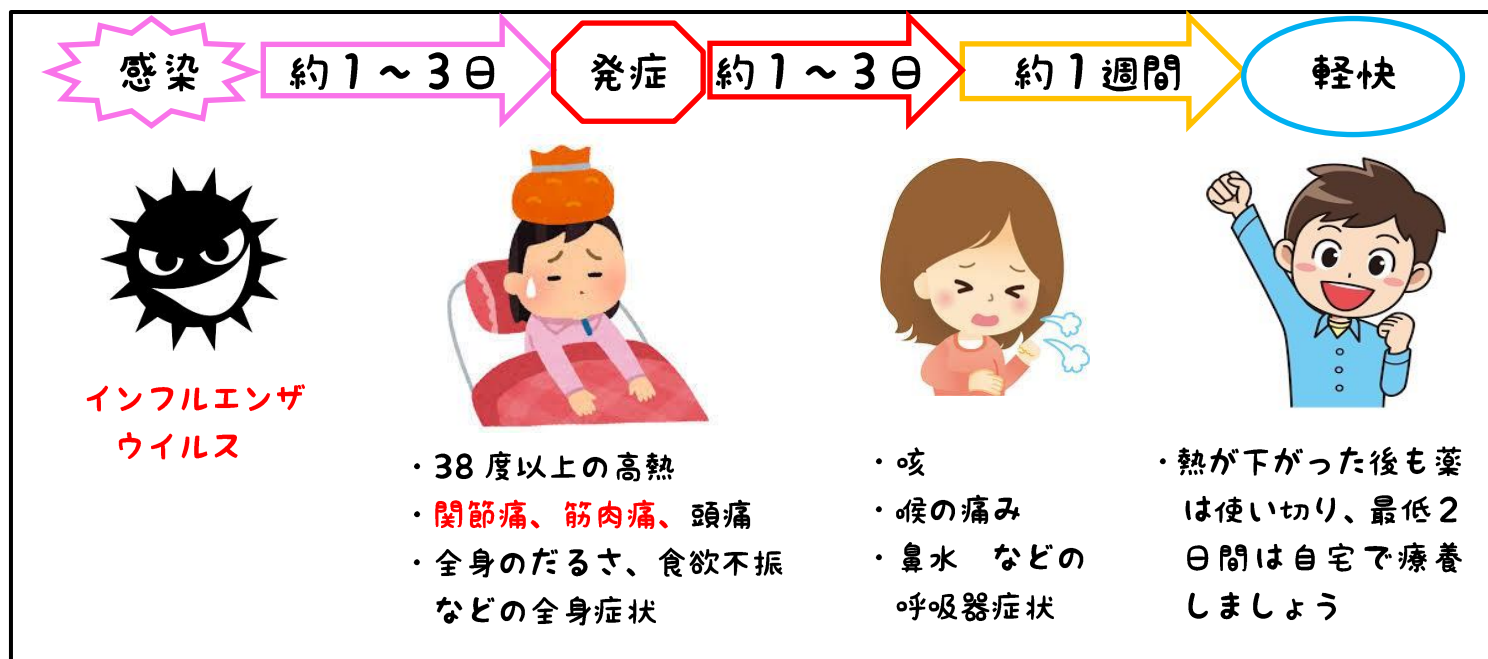 感染
約1～3日
発症
約1～3日
約1週間
軽快
インフルエンザ
ウイルス
・38度以上の高熱
・関節痛、筋肉痛、頭痛
・全身のだるさ、食欲不振
などの全身症状
・咳
・喉の痛み
・鼻水　などの
呼吸器症状
・熱が下がった後も薬
は使い切り、最低2
日間は自宅で療養
しましょう